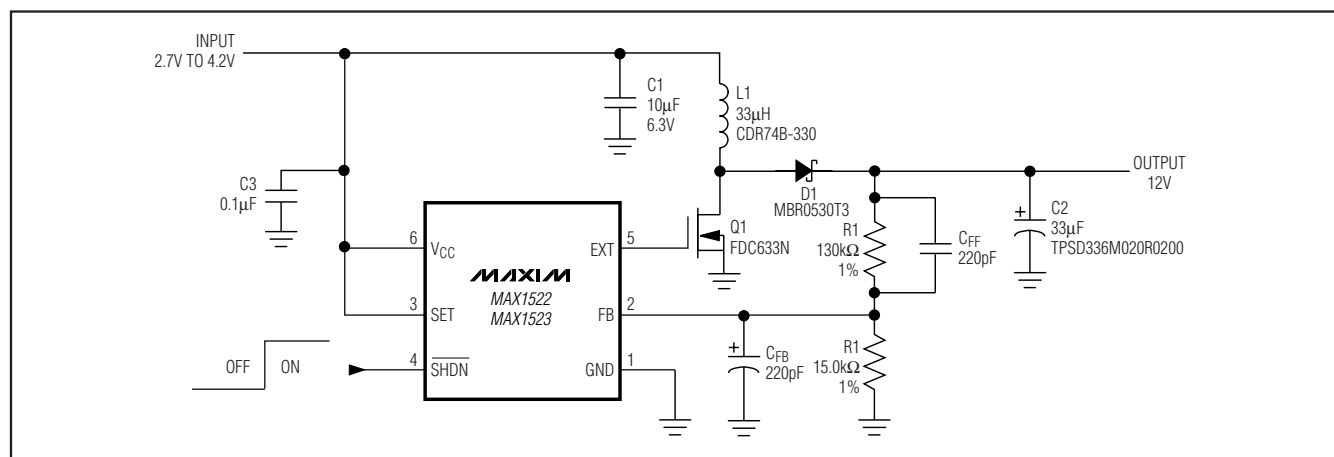 INPUT
2.7V TO 4.2V
C1
10µF
6.3V
L1
33µH
CDR74B-330
OUTPUT
12V
C3
0.1µF
D1
MBR0530T3
C2
33µF
TPSD336M020R0200
+
6
VCC
EXT
5
Q1
FDC633N
R1
130kΩ
1%
CFF
220pF
MAXIM
MAX1522
MAX1523
3
SET
FB
2
OFF
ON
4
SHDN
GND
1
+
CFB
220pF
R1
15.0kΩ
1%